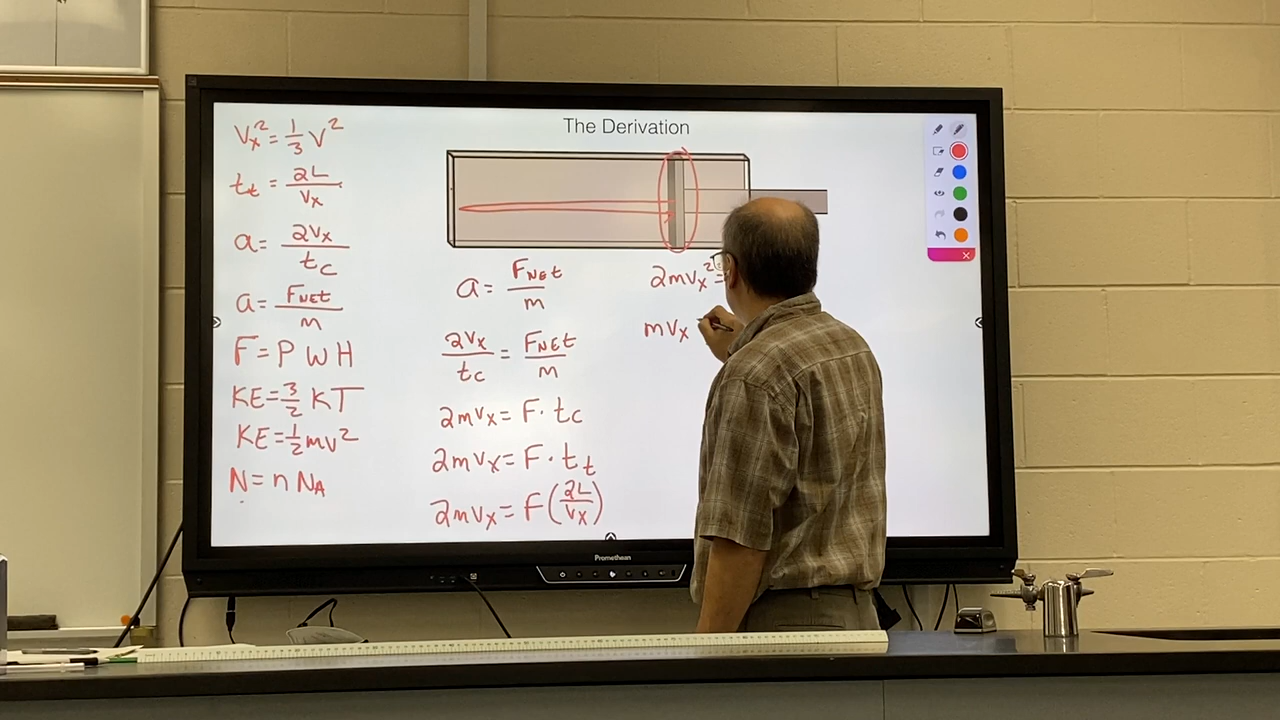 The Derivation
Vx² = 1/3 V²
tt = 2L/Vx
a = 2Vx/tc
a = FNET/m
F = P W H
KE = 3/2 KT
KE = 1/2 mv²
N = n NA
a = FNET/m
2Vx/tc = FNET/m
2mVx = F · tc
2mVx = F · tt
2mVx = F(2L/Vx)
2mVx² =
mVx
Promethean